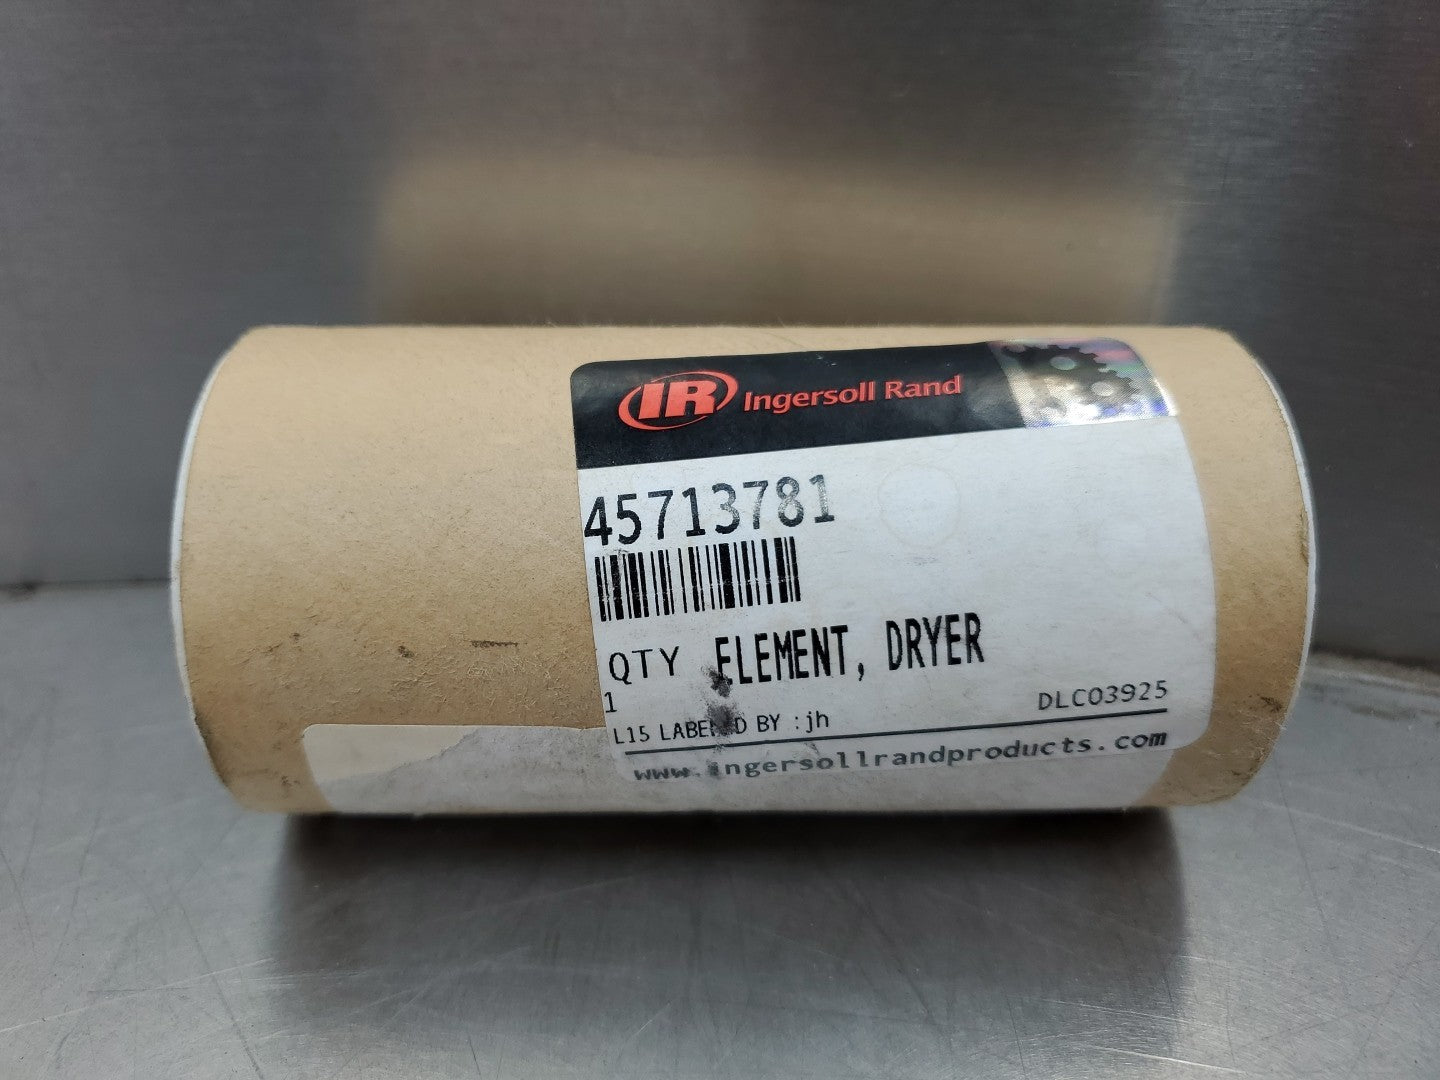 IR Ingersoll Rand
45713781
QTY ELEMENT, DRYER
1
DLC03925
L15 LABELED BY :jh
www.ingersollrandproducts.com